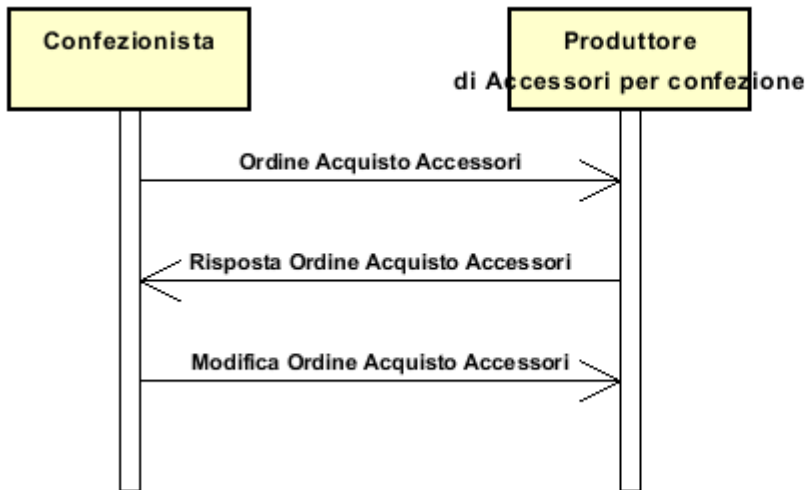 Confezionista
Produttore
di Accessori per confezione
Ordine Acquisto Accessori
Risposta Ordine Acquisto Accessori
Modifica Ordine Acquisto Accessori